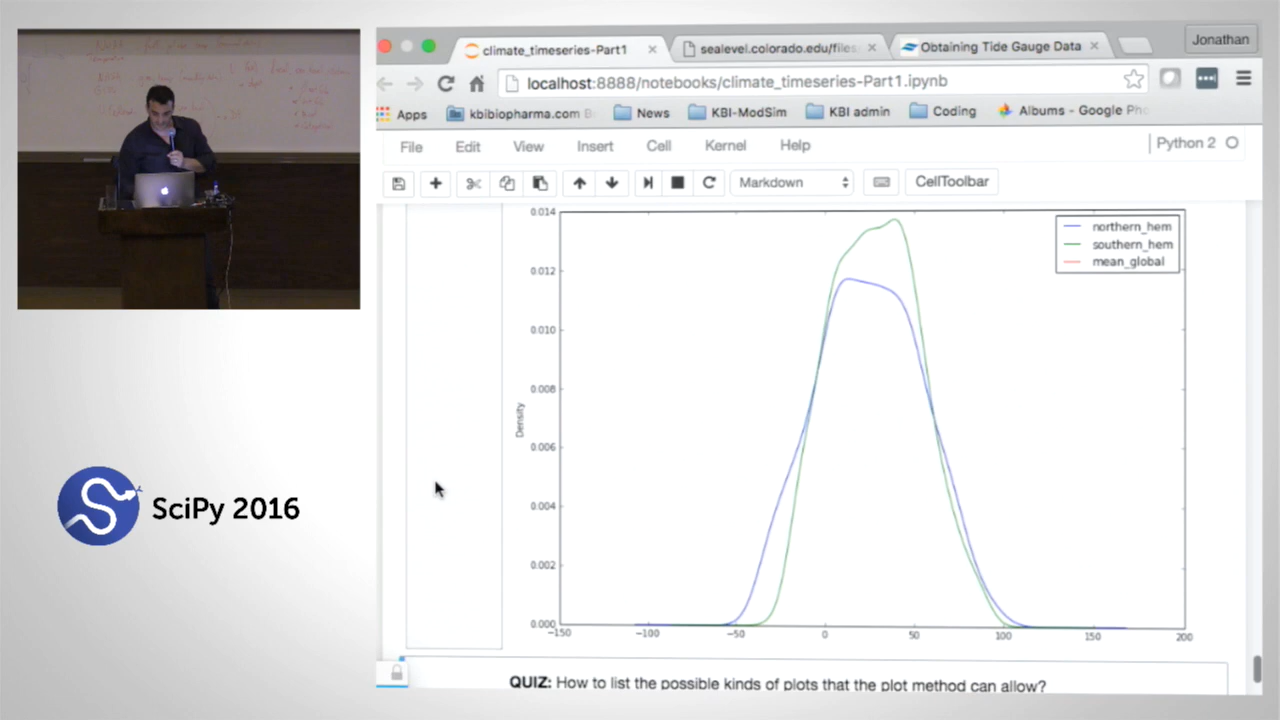 climate_timeseries-Part1
sealevel.colorado.edu/files
Obtaining Tide Gauge Data
Jonathan
localhost:8888/notebooks/climate_timeseries-Part1.ipynb
Apps
kbibiopharma.com
News
KBI-ModSim
KBI admin
Coding
Albums - Google Pho
File Edit View Insert Cell Kernel Help
Python 2
Markdown
CellToolbar
0.014
0.012
0.010
0.008
0.006
0.004
0.002
0.000
Density
−150 −100 −50 0 50 100 150 200
northern_hem
southern_hem
mean_global
SciPy 2016
QUIZ: How to list the possible kinds of plots that the plot method can allow?